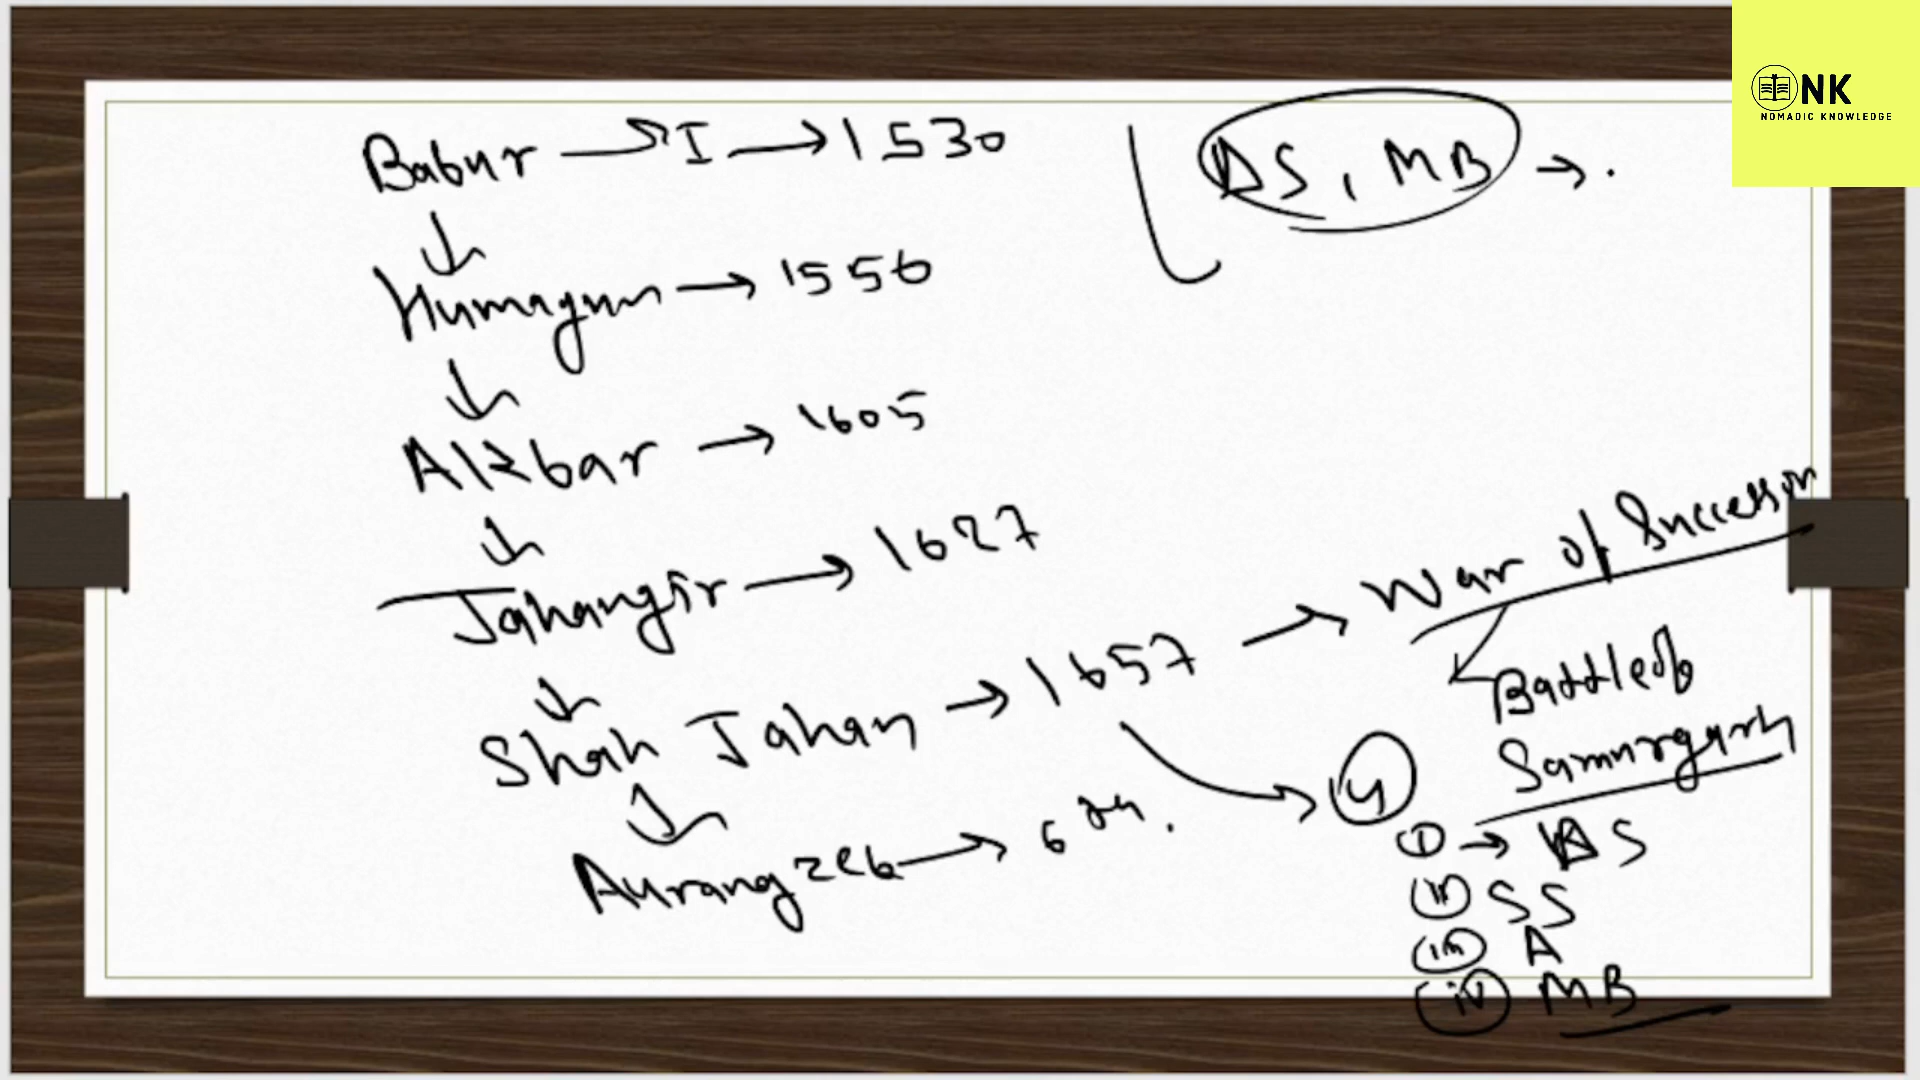 NK
NOMADIC KNOWLEDGE
Babur → I → 1530
DS, MB → .
Humayun → 1556
Akbar → 1605
Jahangir → 1627
Shah Jahan → 1657 → War of Succession
Battle of
Samurgarh
4
Aurangzeb → 6th.
(i) → DS
(ii) SS
(iii) A
(iv) MB